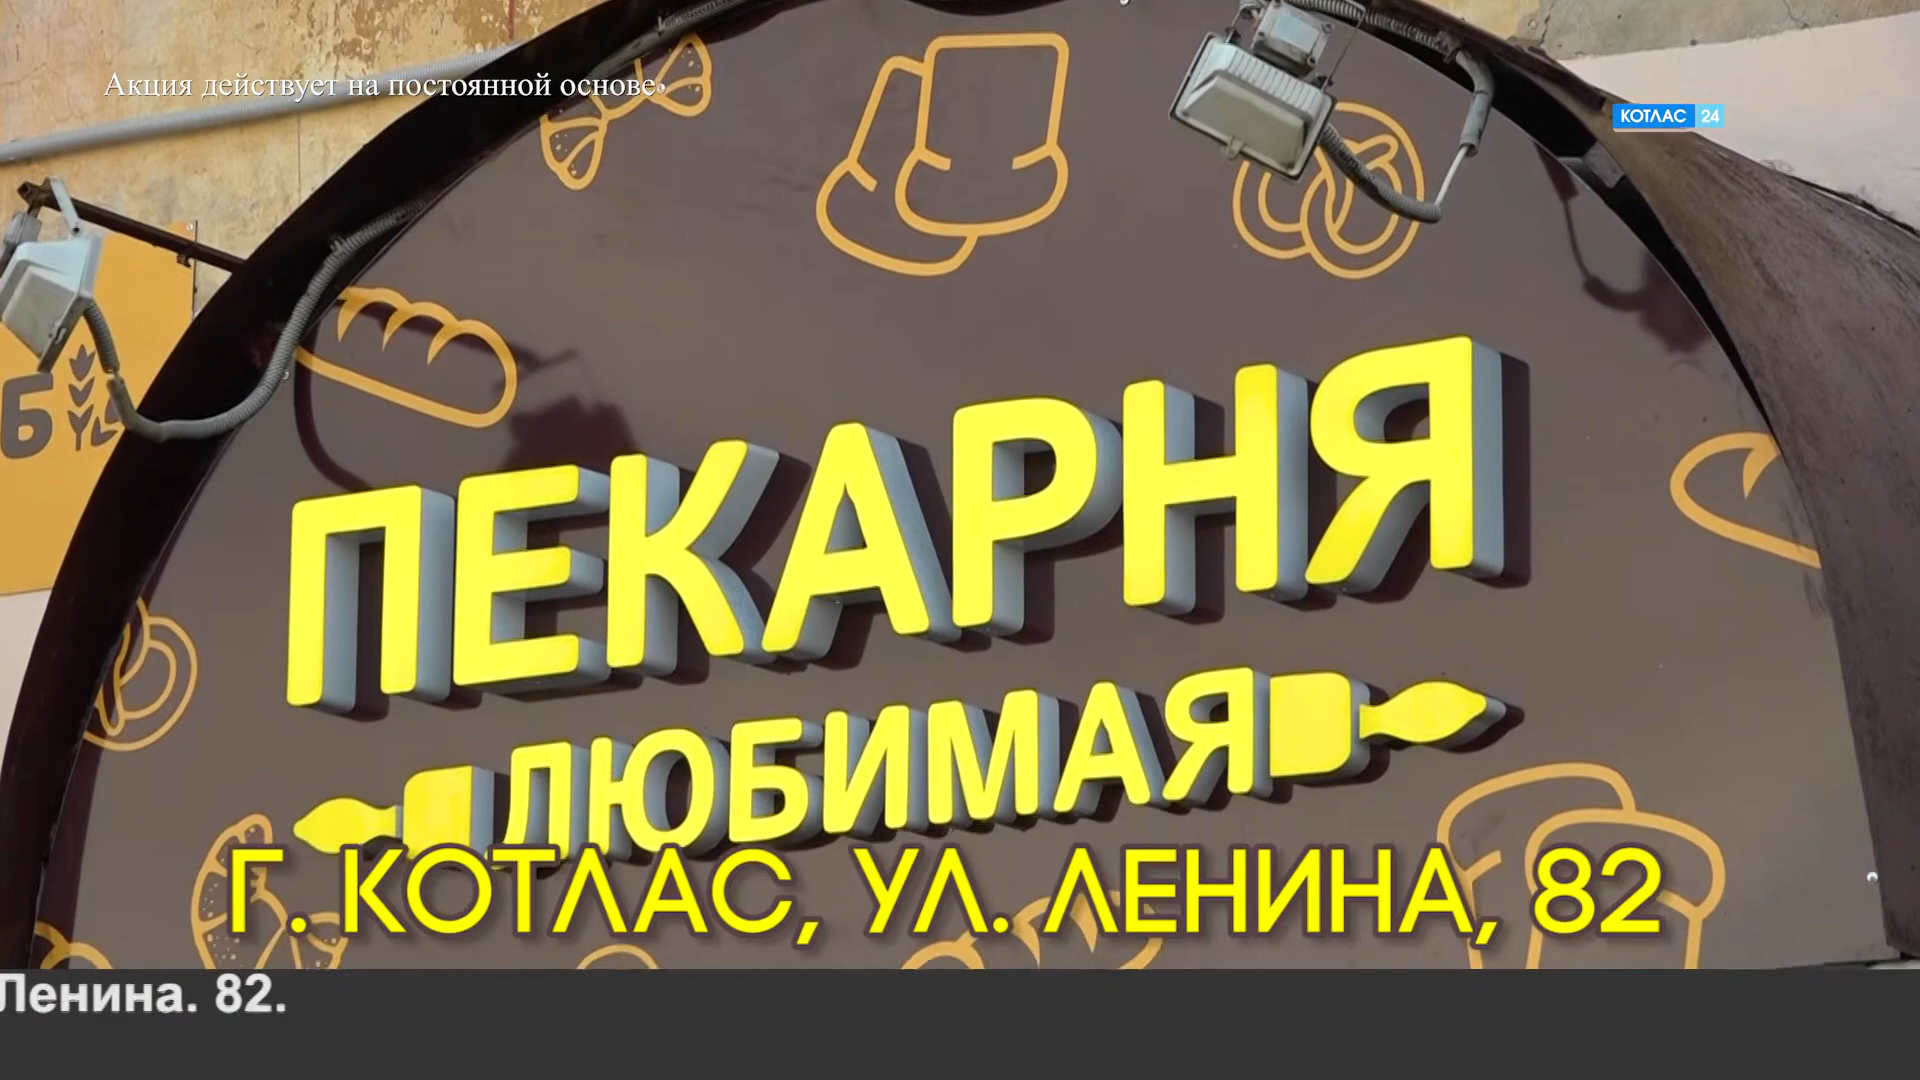 Акция действует на постоянной основе
КОТЛАС 24
ПЕКАРНЯ
ЛЮБИМАЯ
Г. КОТЛАС, УЛ. ЛЕНИНА, 82
Ленина. 82.